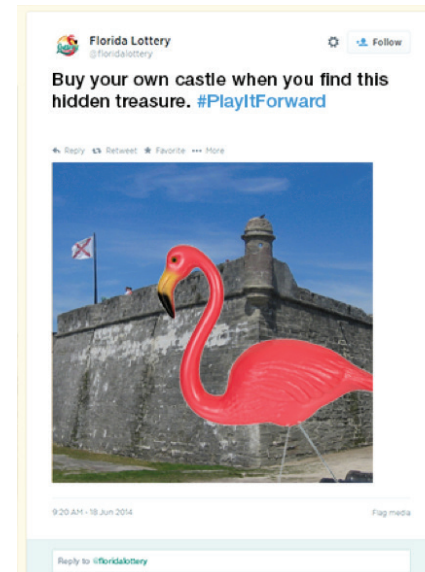 Florida Lottery
@floridalottery
Follow
Buy your own castle when you find this
hidden treasure. #PlayItForward
Reply Retweet Favorite ••• More
9:20 AM - 18 Jun 2014
Flag media
Reply to @floridalottery